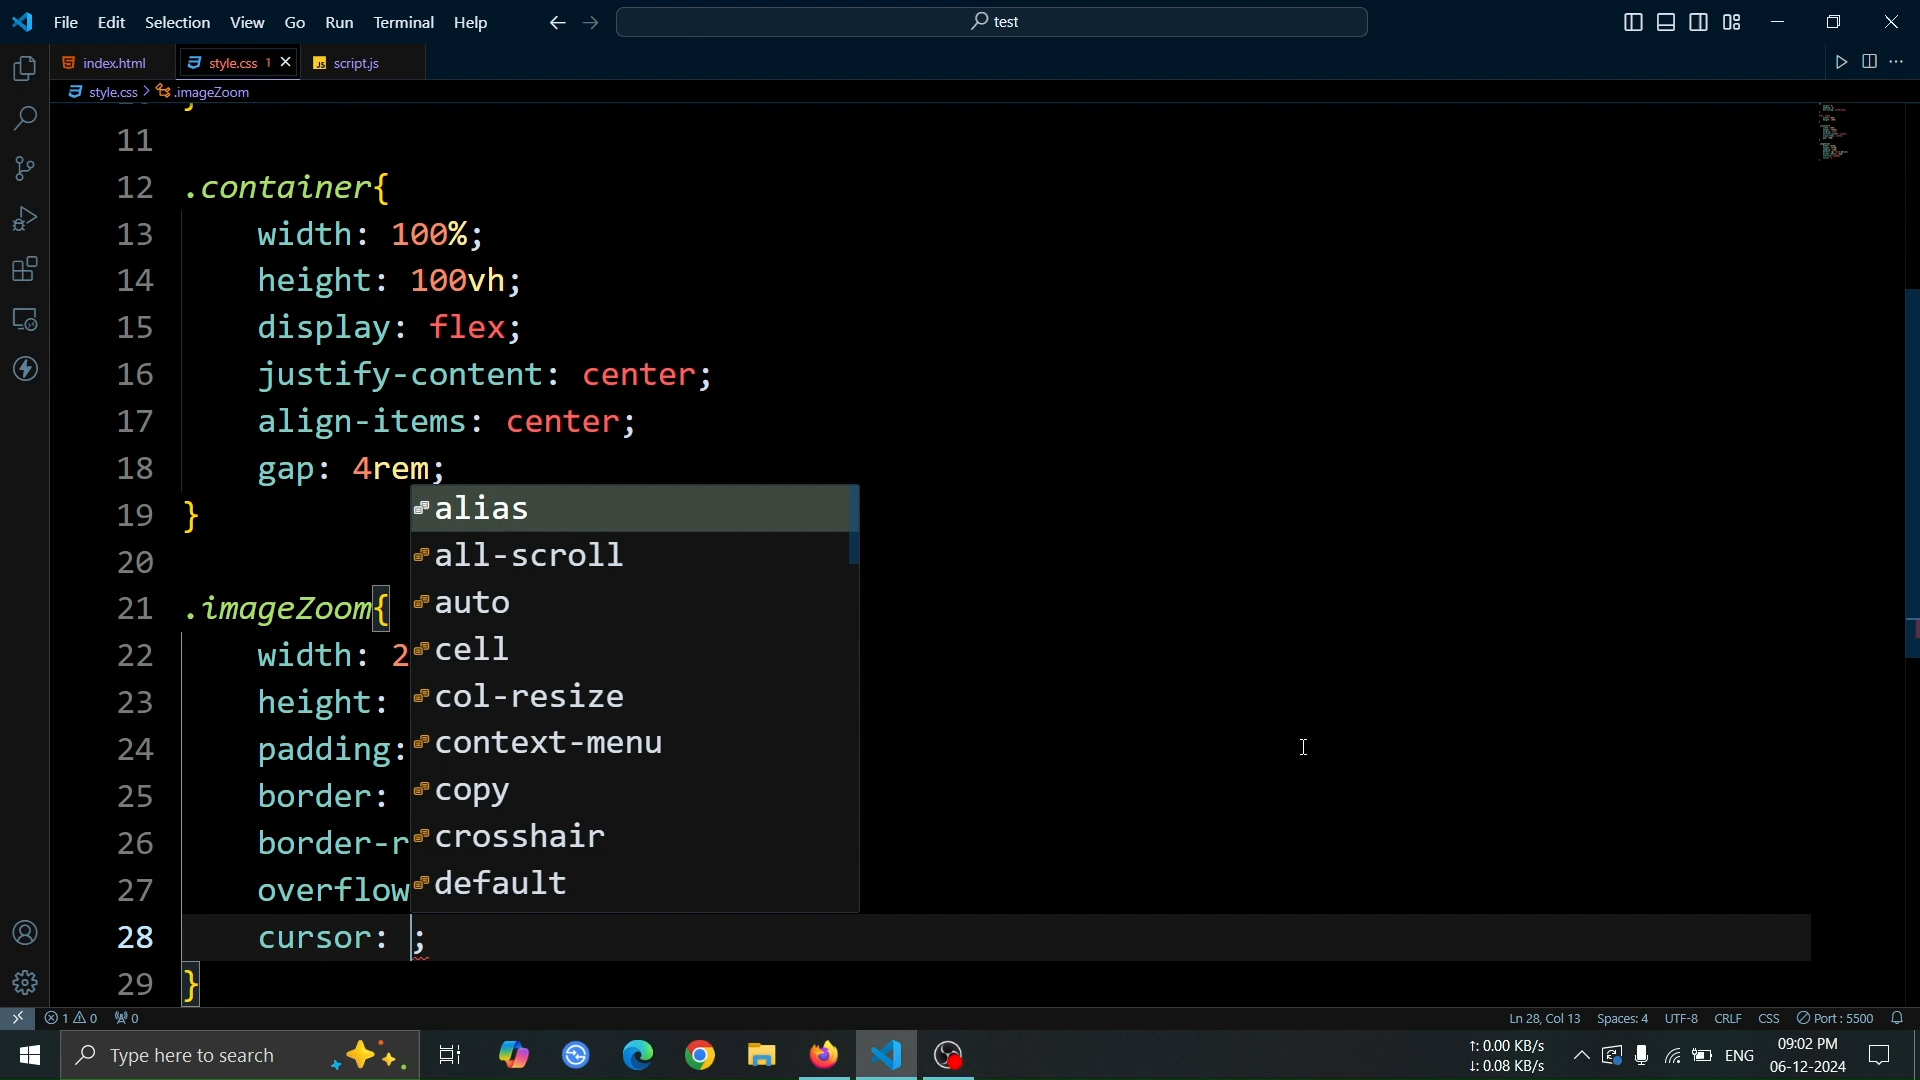 File Edit Selection View Go Run Terminal Help
test
index.html
style.css 1
JS script.js
style.css > .imageZoom
11
12 .container{
13 width: 100%;
14 height: 100vh;
15 display: flex;
16 justify-content: center;
17 align-items: center;
18 gap: 4rem;
19 }
20
21 .imageZoom{
22 width: 2
23 height:
24 padding:
25 border:
26 border-r
27 overflow
28 cursor: ;
29 }
alias
all-scroll
auto
cell
col-resize
context-menu
copy
crosshair
default
1 0 0
Ln 28, Col 13 Spaces: 4 UTF-8 CRLF CSS Port : 5500
Type here to search
↑: 0.00 KB/s
↓: 0.08 KB/s
ENG
09:02 PM
06-12-2024